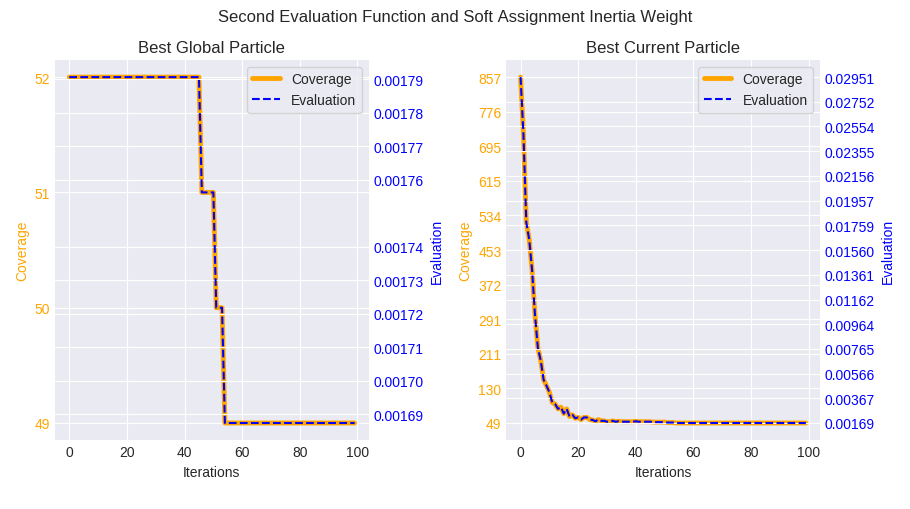 Second Evaluation Function and Soft Assignment Inertia Weight
Best Global Particle
52
51
50
49
Coverage
0.00179
0.00178
0.00177
0.00176
0.00174
0.00173
0.00172
0.00171
0.00170
0.00169
Evaluation
Coverage
Evaluation
0 20 40 60 80 100
Iterations
Best Current Particle
857
776
695
615
534
453
372
291
211
130
49
Coverage
0.02951
0.02752
0.02554
0.02355
0.02156
0.01957
0.01759
0.01560
0.01361
0.01162
0.00964
0.00765
0.00566
0.00367
0.00169
Evaluation
Coverage
Evaluation
0 20 40 60 80 100
Iterations